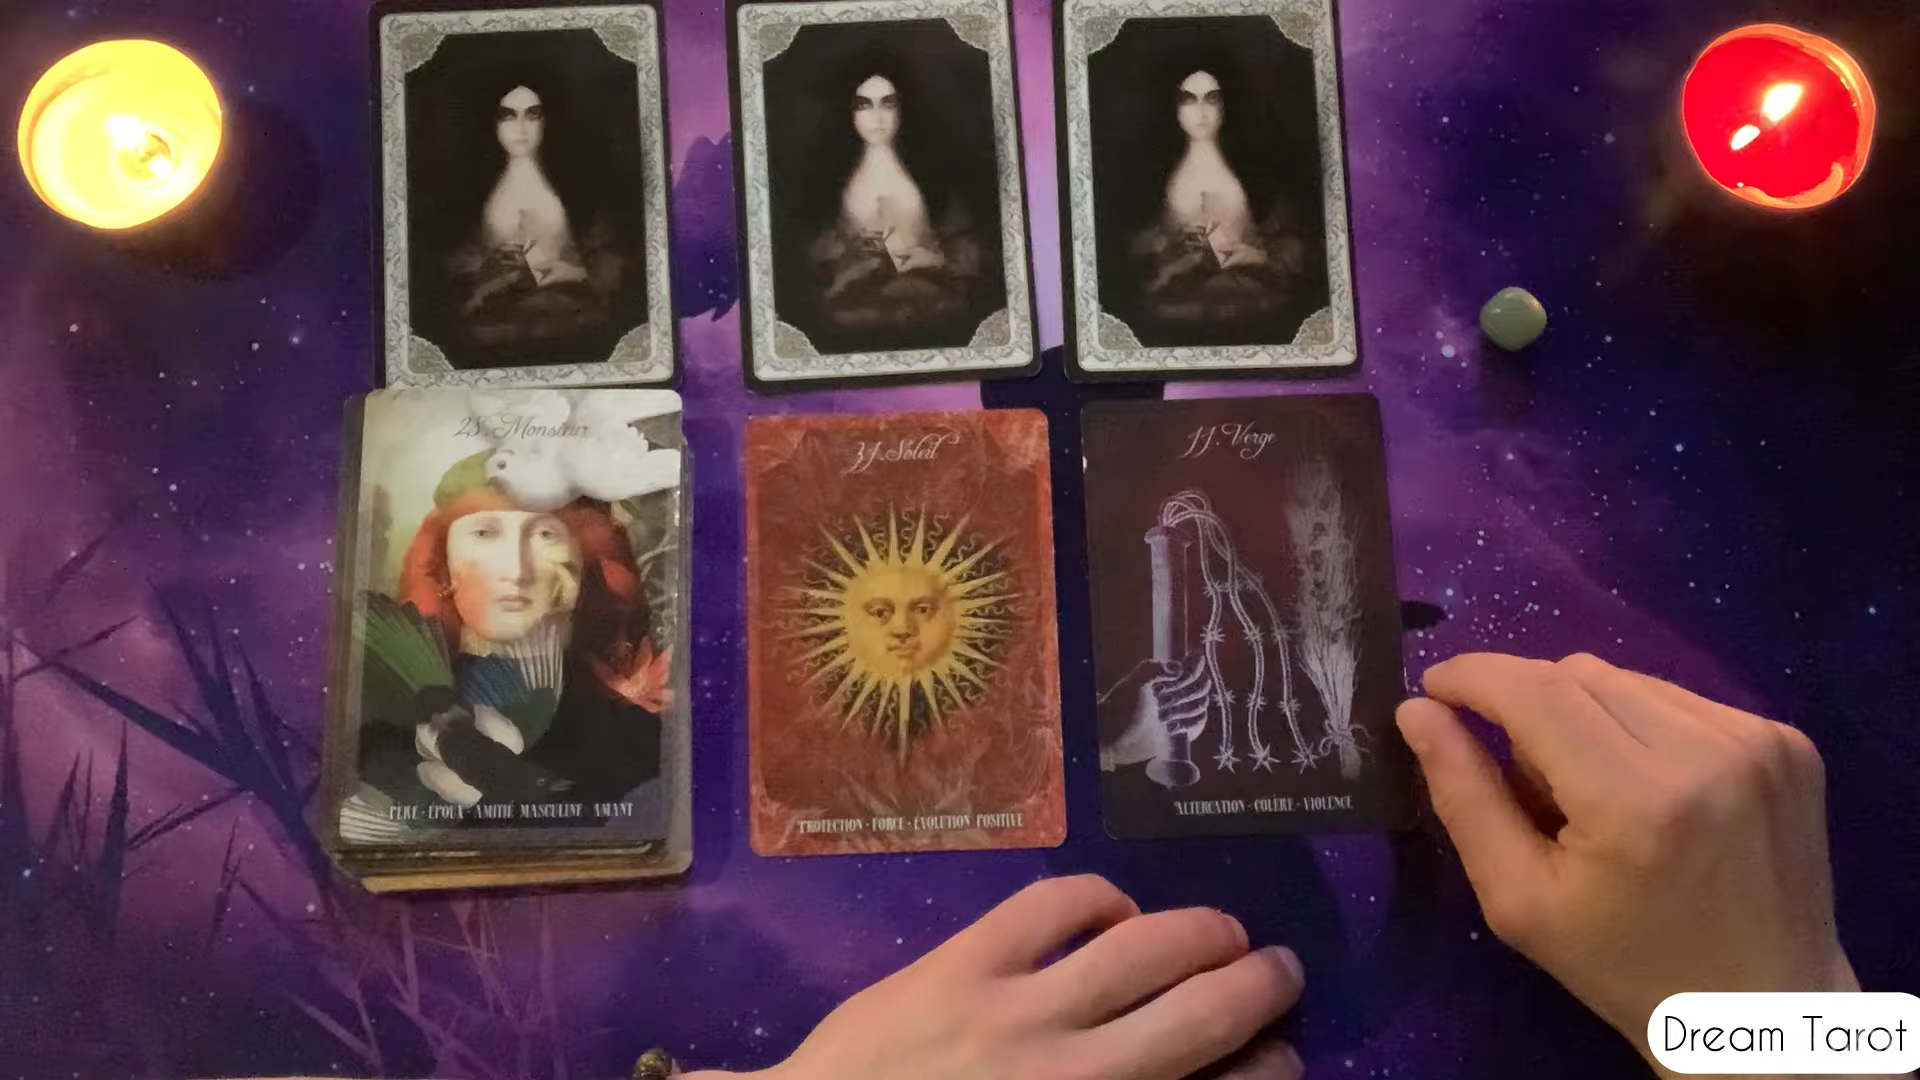 28. Monsieur
PÈRE · ÉPOUX · AMITIÉ MASCULINE · AMANT
31. Soleil
PROTECTION · FORCE · ÉVOLUTION POSITIVE
11. Verge
ALTERCATION · COLÈRE · VIOLENCE
Dream Tarot